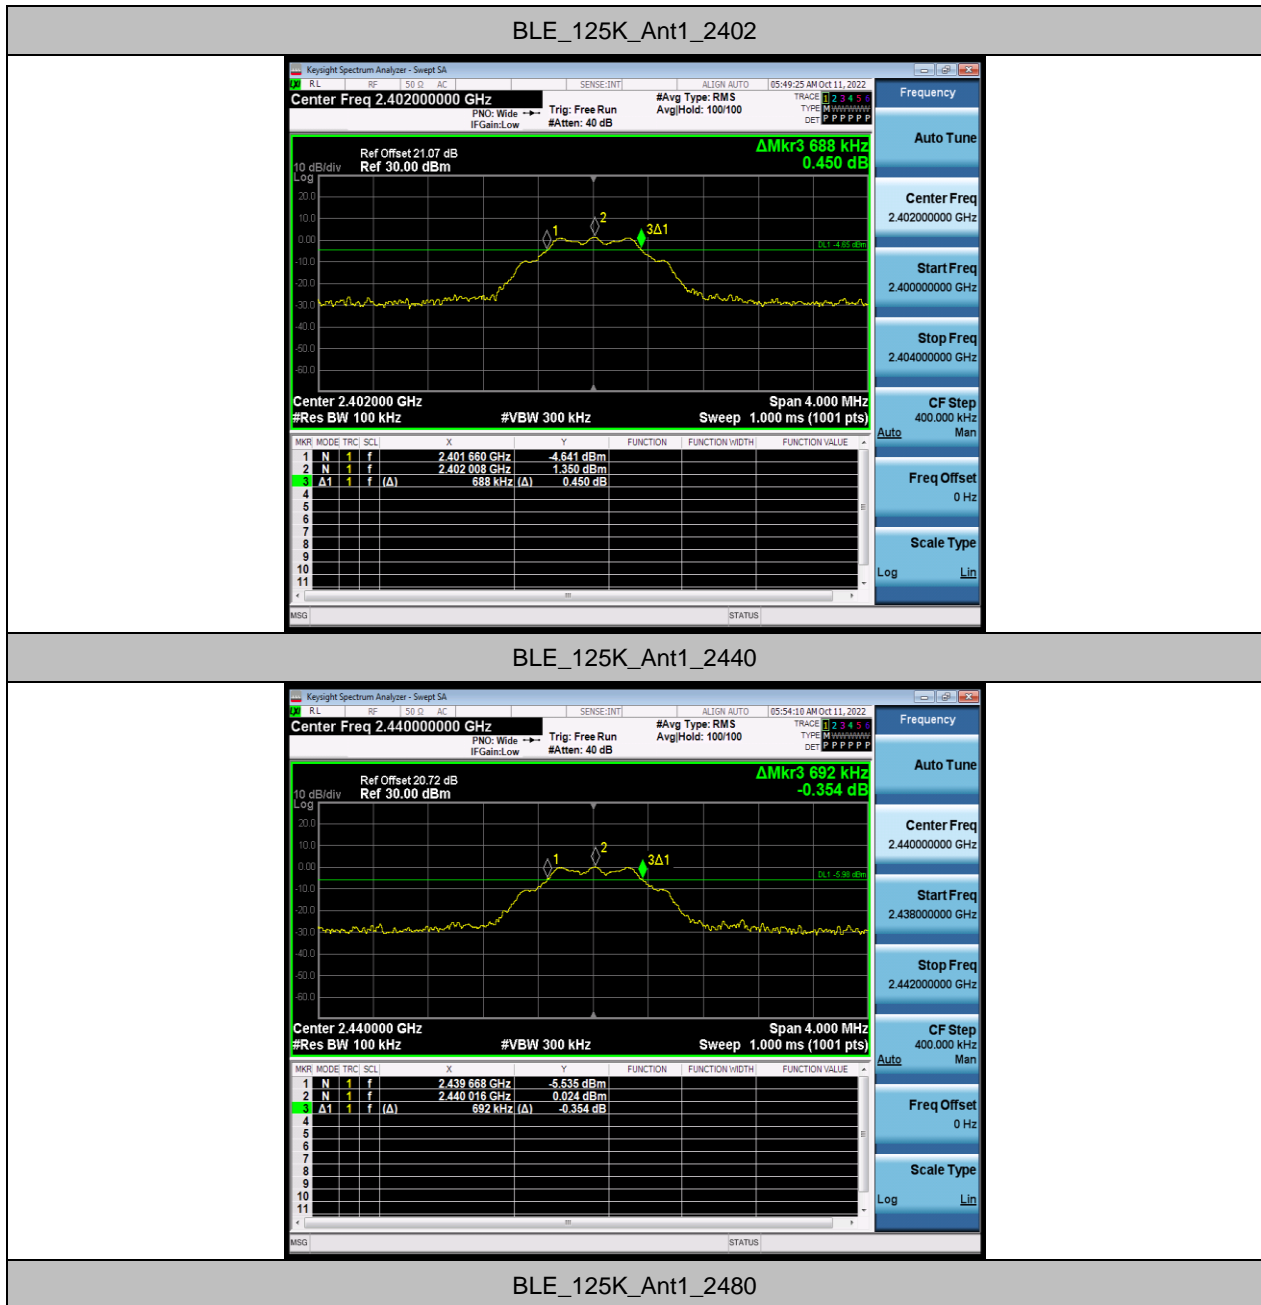 BLE_125K_Ant1_2402
Keysight Spectrum Analyzer - Swept SA
RL RF 50 Ω AC SENSE:INT ALIGN AUTO 05:49:25 AM Oct 11, 2022
Center Freq 2.402000000 GHz
PNO: Wide
IFGain:Low
Trig: Free Run
#Atten: 40 dB
#Avg Type: RMS
Avg|Hold: 100/100
TRACE 1 2 3 4 5 6
TYPE M
DET P P P P P P
Frequency
Auto Tune
Center Freq
2.402000000 GHz
Start Freq
2.400000000 GHz
Stop Freq
2.404000000 GHz
CF Step
400.000 kHz
Auto Man
Freq Offset
0 Hz
Scale Type
Log Lin
ΔMkr3 688 kHz
0.450 dB
Ref Offset 21.07 dB
10 dB/div Ref 30.00 dBm
Log
20.0
10.0
0.00
-10.0
-20.0
-30.0
-40.0
-50.0
-60.0
1
2
3Δ1
DL1 -4.65 dBm
Center 2.402000 GHz Span 4.000 MHz
#Res BW 100 kHz #VBW 300 kHz Sweep 1.000 ms (1001 pts)
MKR MODE TRC SCL X Y FUNCTION FUNCTION WIDTH FUNCTION VALUE
1 N 1 f 2.401 660 GHz -4.641 dBm
2 N 1 f 2.402 008 GHz 1.350 dBm
3 Δ1 1 f (Δ) 688 kHz (Δ) 0.450 dB
4
5
6
7
8
9
10
11
MSG STATUS
BLE_125K_Ant1_2440
Keysight Spectrum Analyzer - Swept SA
RL RF 50 Ω AC SENSE:INT ALIGN AUTO 05:54:10 AM Oct 11, 2022
Center Freq 2.440000000 GHz
PNO: Wide
IFGain:Low
Trig: Free Run
#Atten: 40 dB
#Avg Type: RMS
Avg|Hold: 100/100
TRACE 1 2 3 4 5 6
TYPE M
DET P P P P P P
Frequency
Auto Tune
Center Freq
2.440000000 GHz
Start Freq
2.438000000 GHz
Stop Freq
2.442000000 GHz
CF Step
400.000 kHz
Auto Man
Freq Offset
0 Hz
Scale Type
Log Lin
ΔMkr3 692 kHz
-0.354 dB
Ref Offset 20.72 dB
10 dB/div Ref 30.00 dBm
Log
20.0
10.0
0.00
-10.0
-20.0
-30.0
-40.0
-50.0
-60.0
1
2
3Δ1
DL1 -5.98 dBm
Center 2.440000 GHz Span 4.000 MHz
#Res BW 100 kHz #VBW 300 kHz Sweep 1.000 ms (1001 pts)
MKR MODE TRC SCL X Y FUNCTION FUNCTION WIDTH FUNCTION VALUE
1 N 1 f 2.439 668 GHz -5.535 dBm
2 N 1 f 2.440 016 GHz 0.024 dBm
3 Δ1 1 f (Δ) 692 kHz (Δ) -0.354 dB
4
5
6
7
8
9
10
11
MSG STATUS
BLE_125K_Ant1_2480